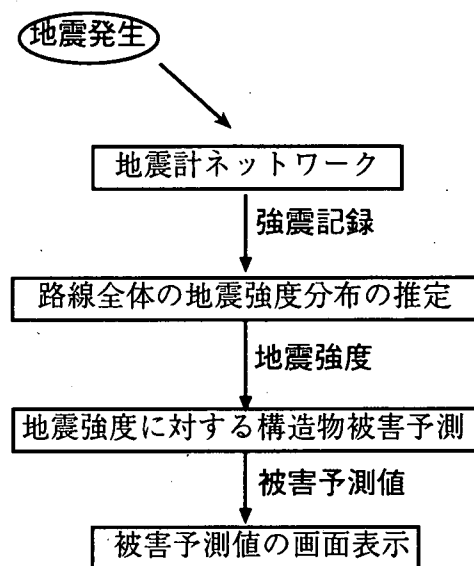 地震発生
地震計ネットワーク
強震記録
路線全体の地震強度分布の推定
地震強度
地震強度に対する構造物被害予測
被害予測値
被害予測値の画面表示